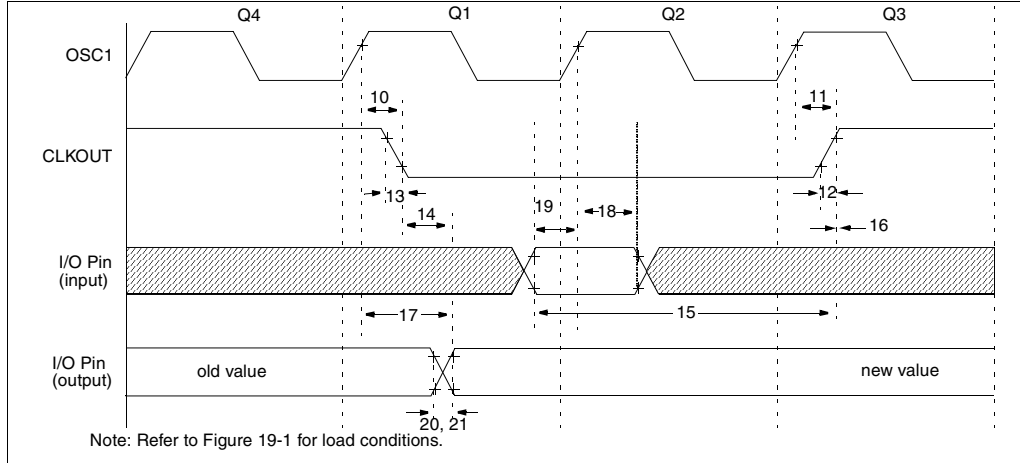 Q4 Q1 Q2 Q3
OSC1
10 11
CLKOUT
13 12
14 19 18 16
I/O Pin
(input)
17 15
I/O Pin
(output)
old value new value
20, 21
Note: Refer to Figure 19-1 for load conditions.